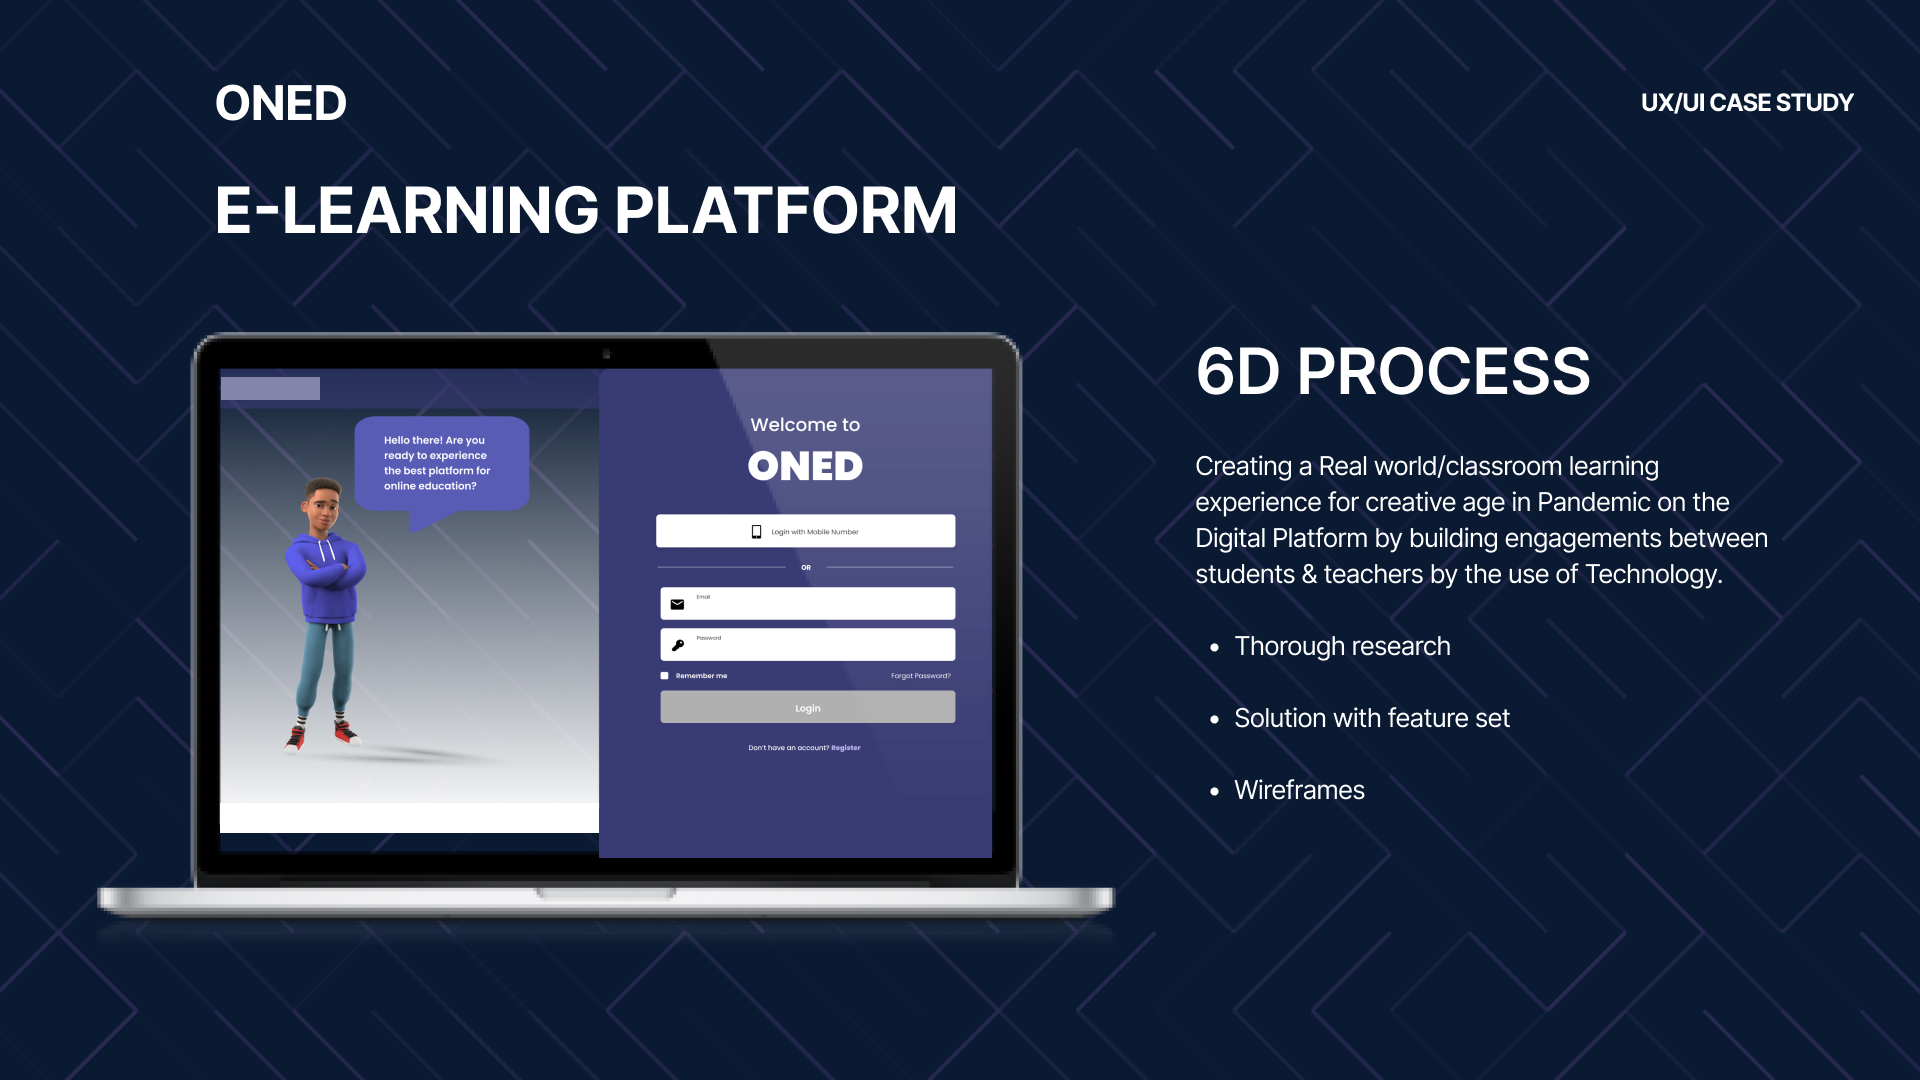 ONED
UX/UI CASE STUDY
E-LEARNING PLATFORM
Hello there! Are you
ready to experience
the best platform for
online education?
Welcome to
ONED
Login with Mobile Number
OR
Email
Password
Remember me
Forgot Password?
Login
Don't have an account? Register
6D PROCESS
Creating a Real world/classroom learning
experience for creative age in Pandemic on the
Digital Platform by building engagements between
students & teachers by the use of Technology.
• Thorough research
• Solution with feature set
• Wireframes